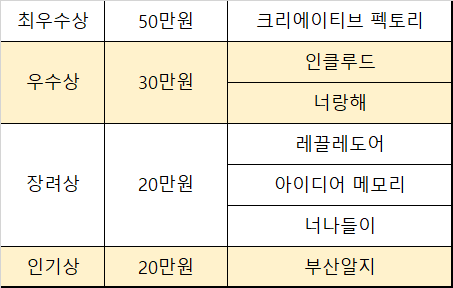 최우수상 50만원 크리에이티브 펙토리
우수상 30만원 인클루드
너랑해
장려상 20만원 레끌레도어
아이디어 메모리
너나들이
인기상 20만원 부산알지